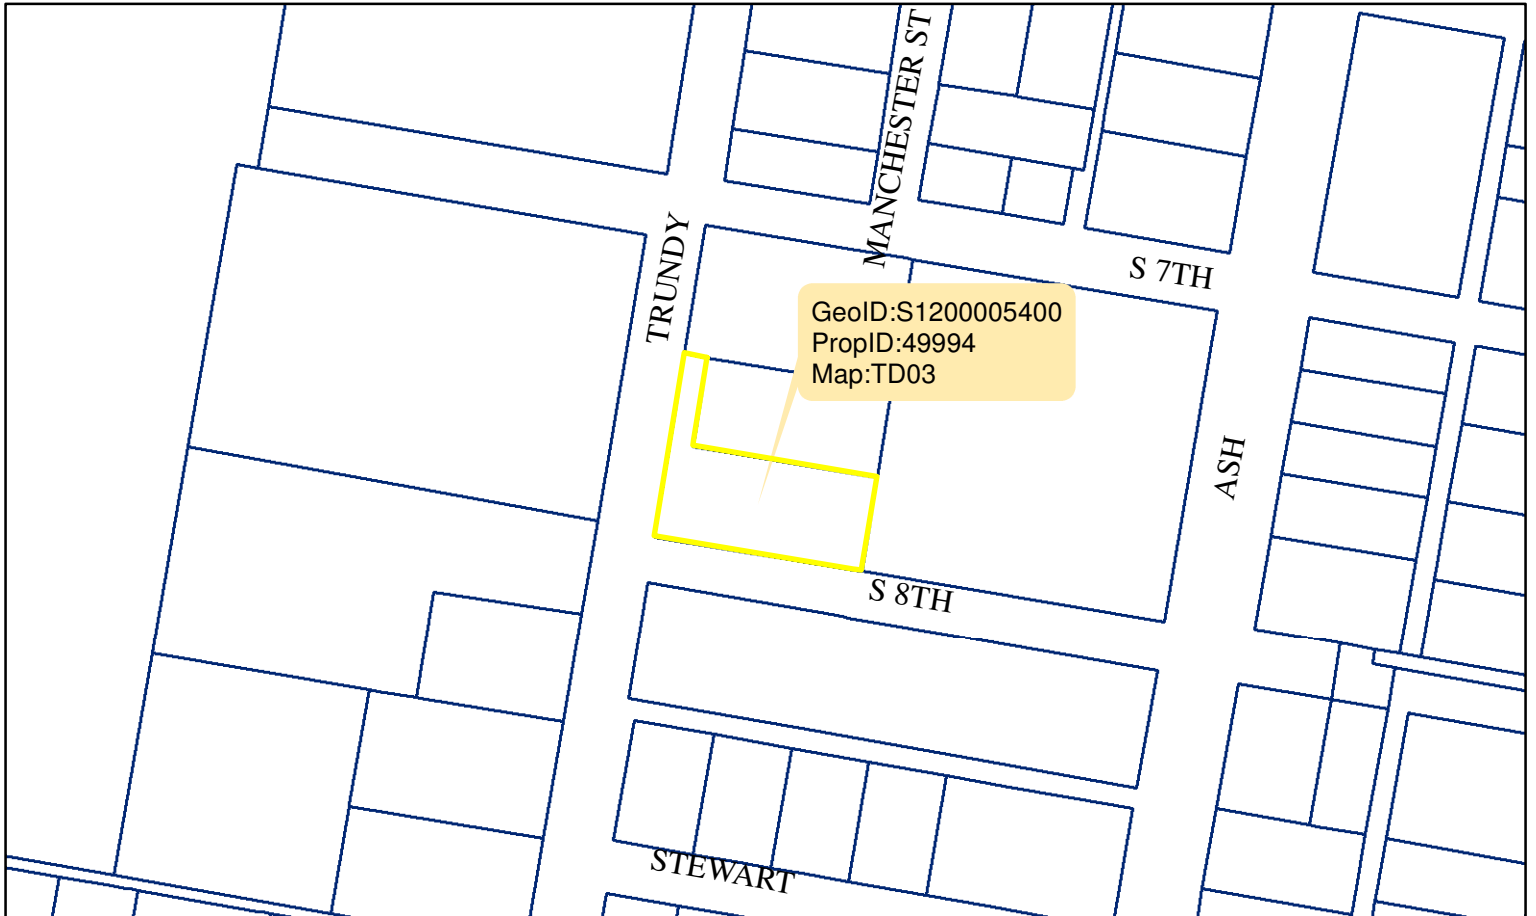 MANCHESTER ST
TRUNDY
S 7TH
GeoID:S1200005400
PropID:49994
Map:TD03
ASH
S 8TH
STEWART